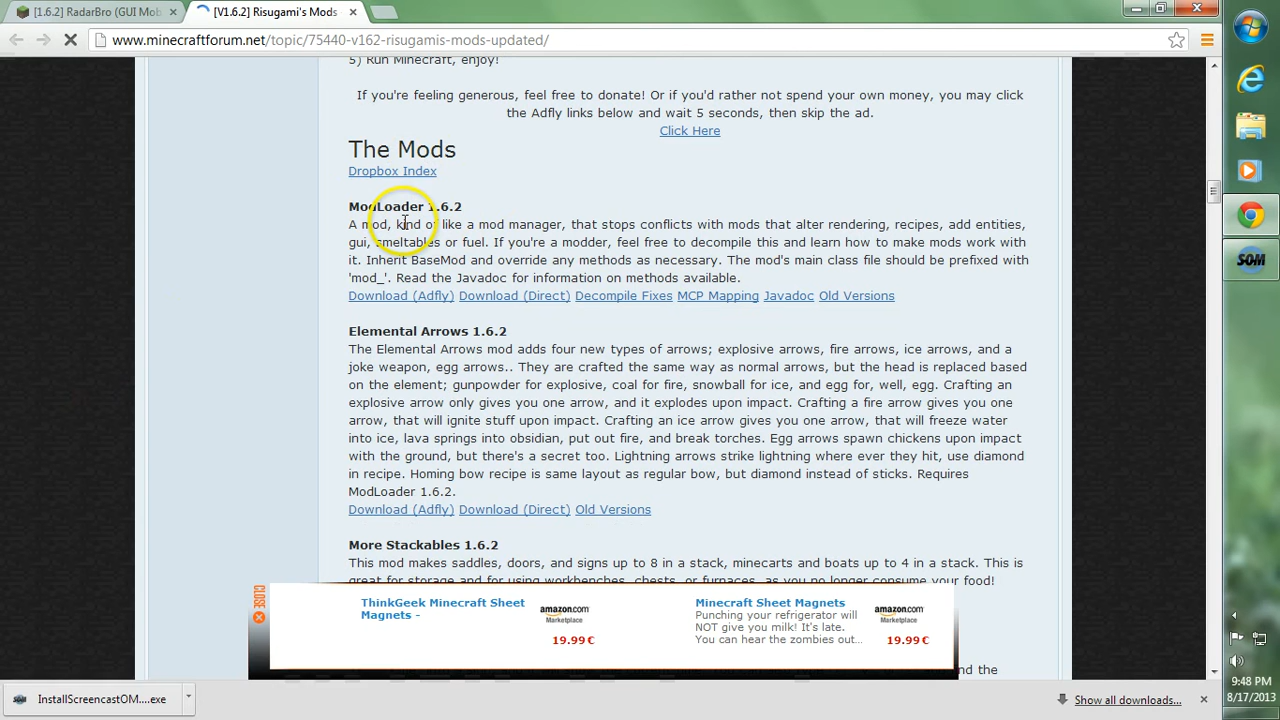 [1.6.2] RadarBro (GUI Mob
[V1.6.2] Risugami's Mods
www.minecraftforum.net/topic/75440-v162-risugamis-mods-updated/
5) Run Minecraft, enjoy!
If you're feeling generous, feel free to donate! Or if you'd rather not spend your own money, you may click
the Adfly links below and wait 5 seconds, then skip the ad.
Click Here
The Mods
Dropbox Index
ModLoader 1.6.2
A mod, kind of like a mod manager, that stops conflicts with mods that alter rendering, recipes, add entities,
gui, smeltables or fuel. If you're a modder, feel free to decompile this and learn how to make mods work with
it. Inherit BaseMod and override any methods as necessary. The mod's main class file should be prefixed with
'mod_'. Read the Javadoc for information on methods available.
Download (Adfly) Download (Direct) Decompile Fixes MCP Mapping Javadoc Old Versions
Elemental Arrows 1.6.2
The Elemental Arrows mod adds four new types of arrows; explosive arrows, fire arrows, ice arrows, and a
joke weapon, egg arrows.. They are crafted the same way as normal arrows, but the head is replaced based
on the element; gunpowder for explosive, coal for fire, snowball for ice, and egg for, well, egg. Crafting an
explosive arrow only gives you one arrow, and it explodes upon impact. Crafting a fire arrow gives you one
arrow, that will ignite stuff upon impact. Crafting an ice arrow gives you one arrow, that will freeze water
into ice, lava springs into obsidian, put out fire, and break torches. Egg arrows spawn chickens upon impact
with the ground, but there's a secret too. Lightning arrows strike lightning where ever they hit, use diamond
in recipe. Homing bow recipe is same layout as regular bow, but diamond instead of sticks. Requires
ModLoader 1.6.2.
Download (Adfly) Download (Direct) Old Versions
More Stackables 1.6.2
This mod makes saddles, doors, and signs up to 8 in a stack, minecarts and boats up to 4 in a stack. This is
great for storage and for using workbenches, chests, or furnaces, as you no longer consume your food!
CLOSE
ThinkGeek Minecraft Sheet
Magnets -
amazon.com
Marketplace
19.99 €
Minecraft Sheet Magnets
Punching your refrigerator will
NOT give you milk! It's late.
You can hear the zombies out...
amazon.com
Marketplace
19.99 €
nd the
InstallScreencastOM....exe
Show all downloads...
SOM
9:48 PM
8/17/2013